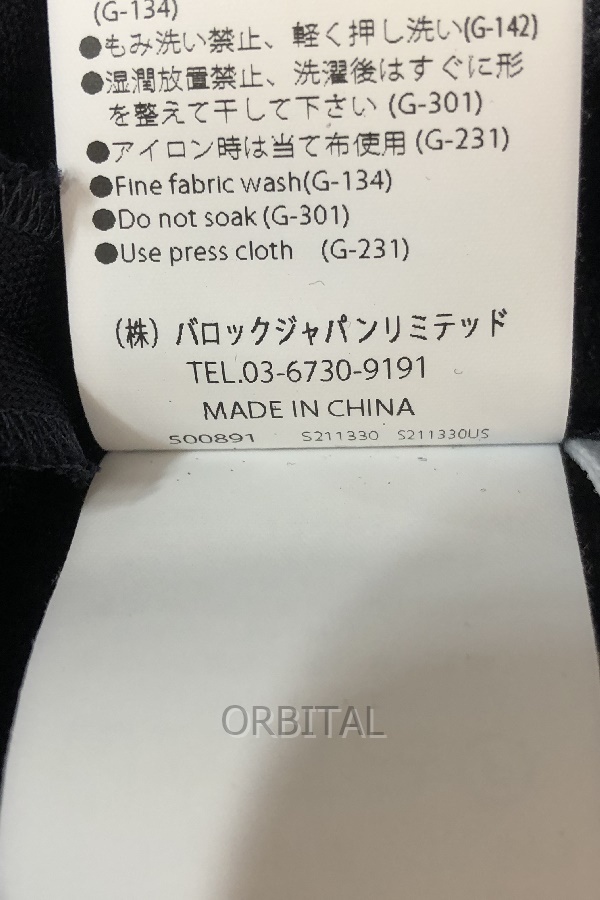 (G-134)
●もみ洗い禁止、軽く押し洗い(G-142)
●湿潤放置禁止、洗濯後はすぐに形
を整えて干して下さい (G-301)
●アイロン時は当て布使用 (G-231)
●Fine fabric wash(G-134)
●Do not soak (G-301)
●Use press cloth (G-231)
(株) バロックジャパンリミテッド
TEL.03-6730-9191
MADE IN CHINA
500891 S211330 S211330US
ORBITAL